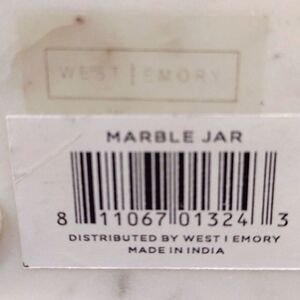 WEST | EMORY
MARBLE JAR
8 11067 01324 3
DISTRIBUTED BY WEST | EMORY
MADE IN INDIA